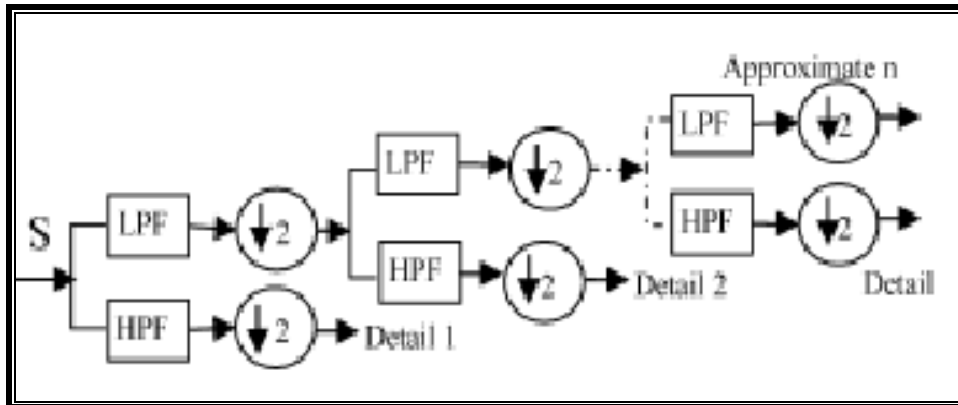 Approximate n
LPF
↓2
LPF
↓2
HPF
↓2
Detail
S
LPF
↓2
HPF
↓2
Detail 2
HPF
↓2
Detail 1